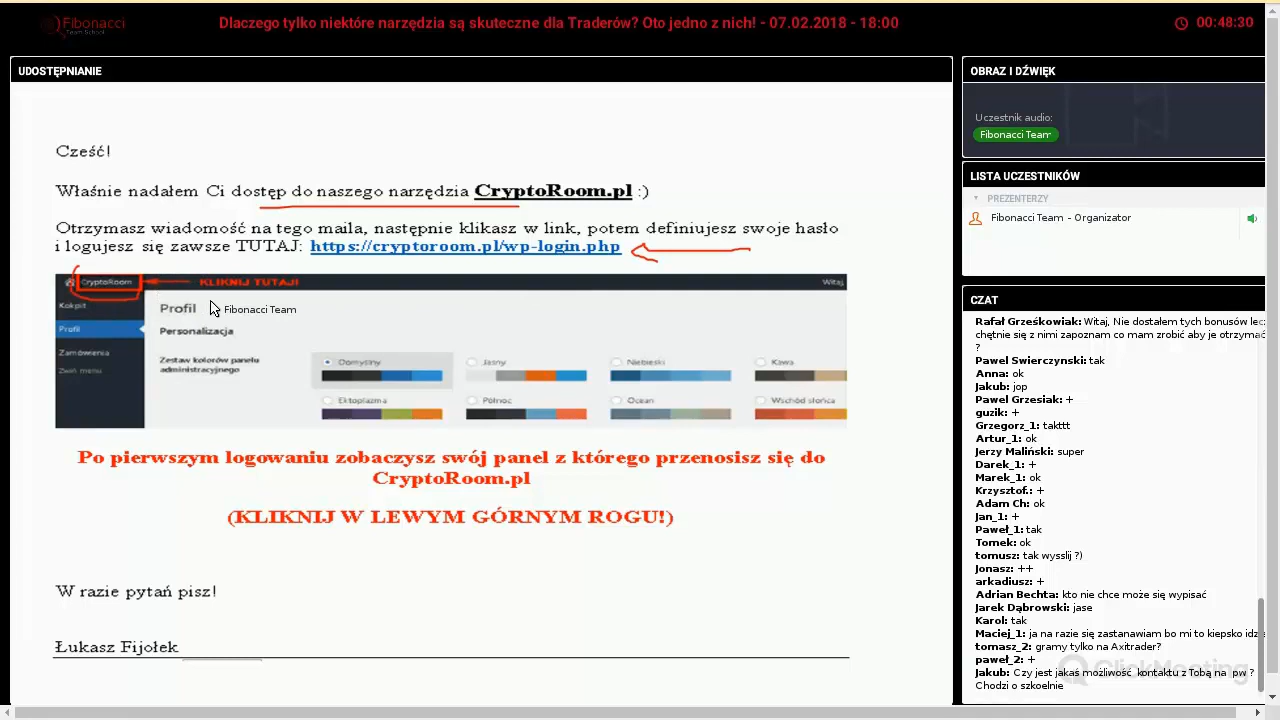 Fibonacci
Team School
Dlaczego tylko niektóre narzędzia są skuteczne dla Traderów? Oto jedno z nich! - 07.02.2018 - 18:00
00:48:30
UDOSTĘPNIANIE
Cześć!
Właśnie nadałem Ci dostęp do naszego narzędzia CryptoRoom.pl :)
Otrzymasz wiadomość na tego maila, następnie klikasz w link, potem definiujesz swoje hasło
i logujesz się zawsze TUTAJ: https://cryptoroom.pl/wp-login.php
CryptoRoom KLIKNIJ TUTAJ! Witaj,
Kokpit
Profil
Zamówienia
Zwiń menu
Profil
Fibonacci Team
Personalizacja
Zestaw kolorów panelu
administracyjnego
Domyślny Jasny Niebieski Kawa
Ektoplazma Północ Ocean Wschód słońca
Po pierwszym logowaniu zobaczysz swój panel z którego przenosisz się do
CryptoRoom.pl
(KLIKNIJ W LEWYM GÓRNYM ROGU!)
W razie pytań pisz!
Łukasz Fijołek
OBRAZ I DŹWIĘK
Uczestnik audio:
Fibonacci Team
LISTA UCZESTNIKÓW
PREZENTERZY
Fibonacci Team - Organizator
CZAT
Rafał Grześkowiak: Witaj, Nie dostałem tych bonusów lec
chętnie się z nimi zapoznam co mam zrobić aby je otrzymać
?
Pawel Swierczynski: tak
Anna: ok
Jakub: jop
Pawel Grzesiak: +
guzik: +
Grzegorz_1: takttt
Artur_1: ok
Jerzy Maliński: super
Darek_1: +
Marek_1: ok
Krzysztof.: +
Adam Ch: ok
Jan_1: +
Paweł_1: tak
Tomek: ok
tomusz: tak wysslij ?)
Jonasz: ++
arkadiusz: +
Adrian Bechta: kto nie chce może się wypisać
Jarek Dąbrowski: jase
Karol: tak
Maciej_1: ja na razie się zastanawiam bo mi to kiepsko idzie
tomasz_2: gramy tylko na Axitrader?
paweł_2: +
Jakub: Czy jest jakaś możliwość kontaktu z Tobą na pw ?
Chodzi o szkoelnie
ClickMeeting